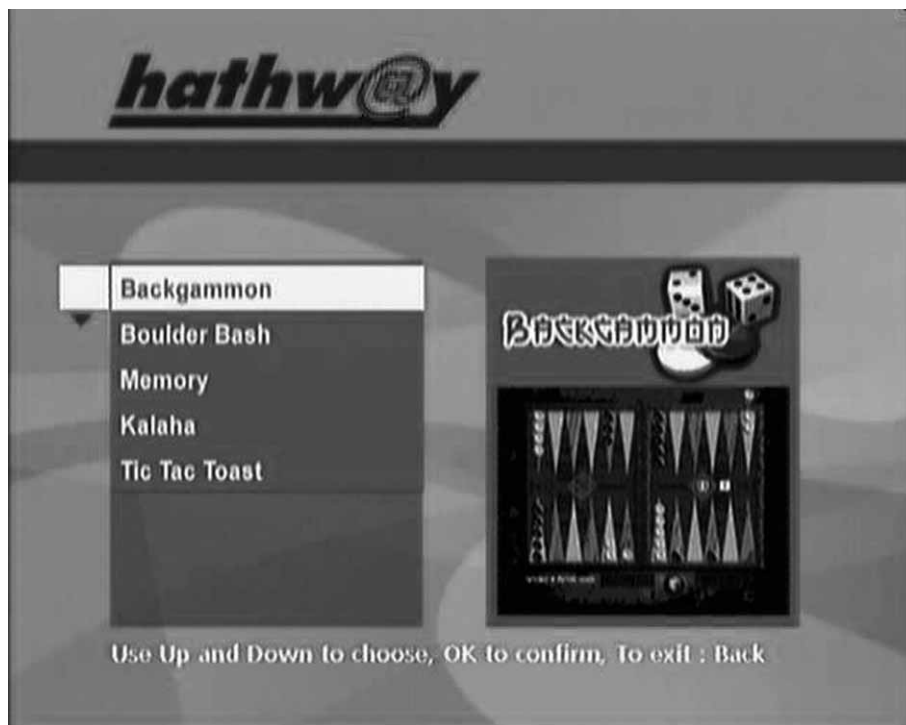 hathw@y
Backgammon
Boulder Bash
Memory
Kalaha
Tic Tac Toast
BACKGAMMON
Use Up and Down to choose, OK to confirm, To exit : Back